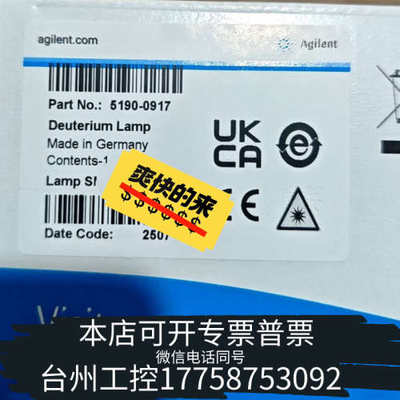 agilent.com
Agilent
Part No.: 5190-0917
Deuterium Lamp
Made in Germany
Contents-1
UK
CA
e
Lamp S
爽快的来
$$$$$$
CE
Date Code: 2507
本店可开专票普票
微信电话同号
台州工控17758753092